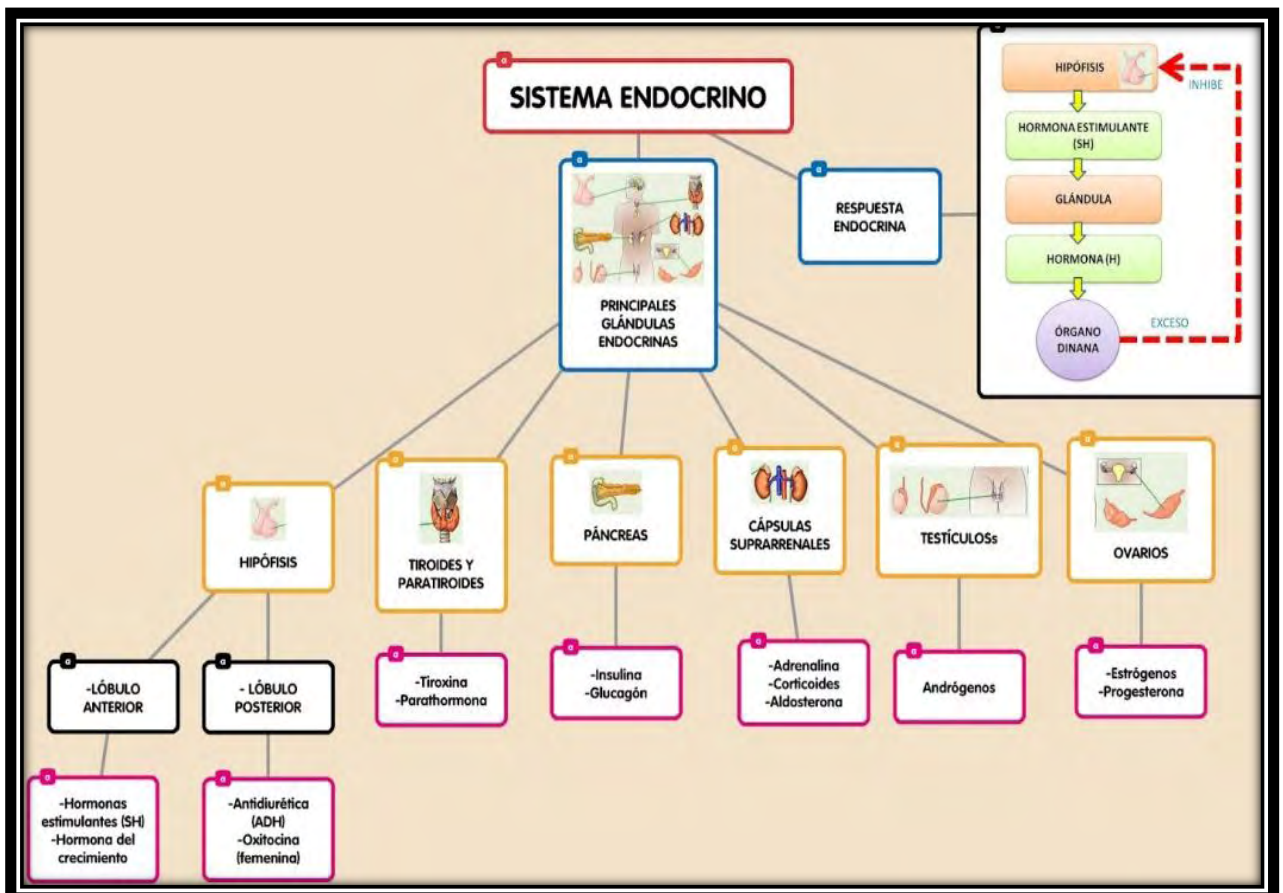 SISTEMA ENDOCRINO
PRINCIPALES
GLÁNDULAS
ENDOCRINAS
RESPUESTA
ENDOCRINA
HIPÓFISIS
INHIBE
HORMONA ESTIMULANTE
(SH)
GLÁNDULA
HORMONA (H)
ÓRGANO
DINANA
EXCESO
HIPÓFISIS
TIROIDES Y
PARATIROIDES
PÁNCREAS
CÁPSULAS
SUPRARRENALES
TESTÍCULOSs
OVARIOS
-LÓBULO
ANTERIOR
- LÓBULO
POSTERIOR
-Tiroxina
-Parathormona
-Insulina
-Glucagón
-Adrenalina
-Corticoides
-Aldosterona
Andrógenos
-Estrógenos
-Progesterona
-Hormonas
estimulantes (SH)
-Hormona del
crecimiento
-Antidiurética
(ADH)
-Oxitocina
(femenina)